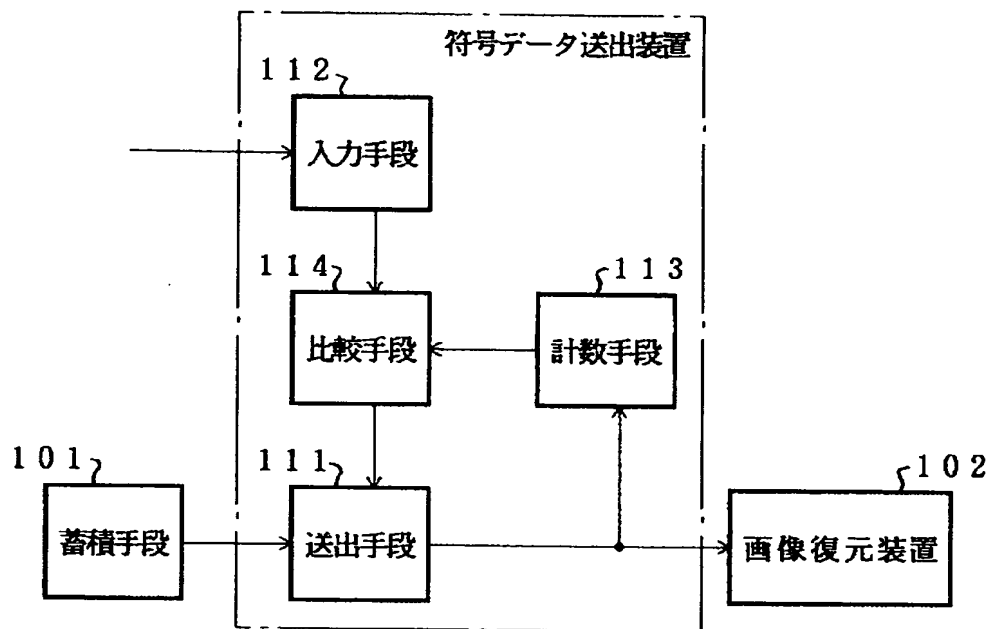 符号データ送出装置
112
入力手段
114
113
比較手段
計数手段
101
111
102
蓄積手段
送出手段
画像復元装置